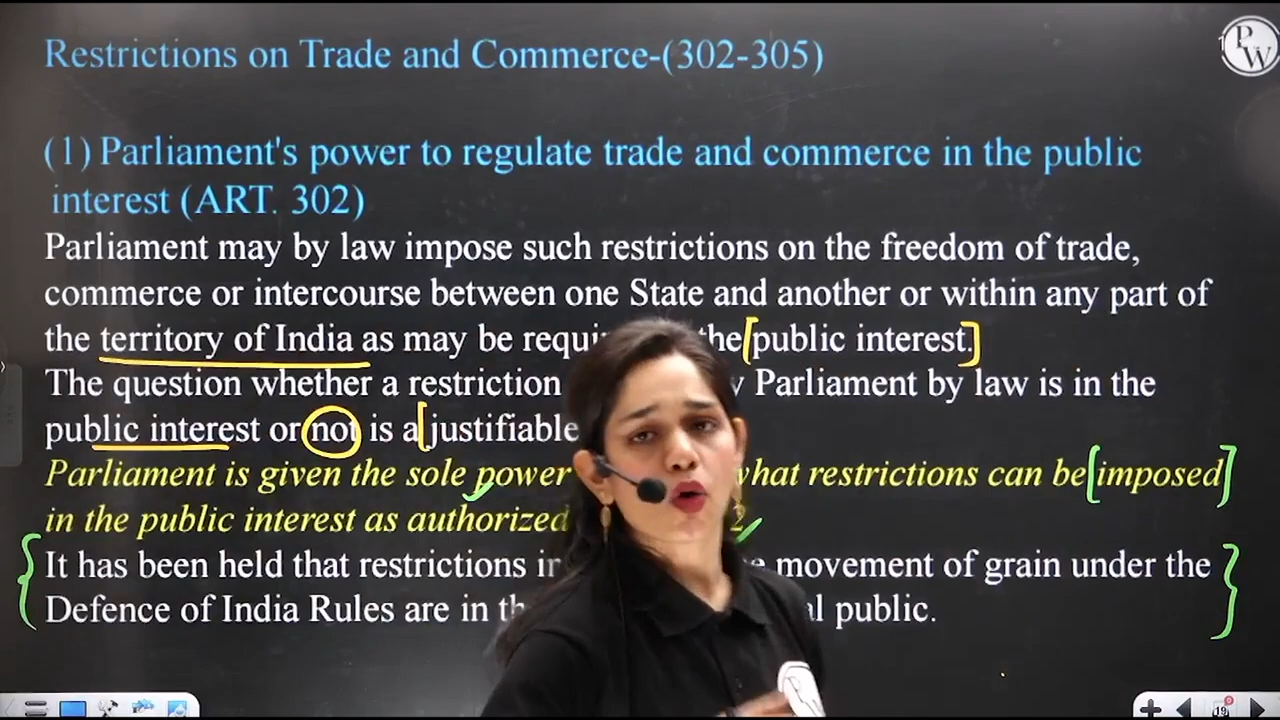 Restrictions on Trade and Commerce-(302-305)
PW
(1) Parliament's power to regulate trade and commerce in the public
interest (ART. 302)
Parliament may by law impose such restrictions on the freedom of trade,
commerce or intercourse between one State and another or within any part of
the territory of India as may be public interest.
The question whether a restriction Parliament by law is in the
public interest or not is a justifiable
Parliament is given the sole power what restrictions can be imposed
in the public interest as authorized
It has been held that restrictions movement of grain under the
Defence of India Rules are in public.